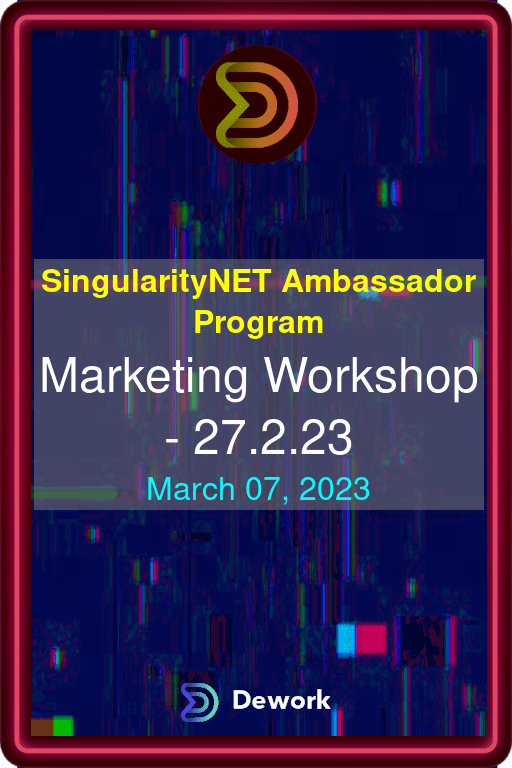 SingularityNET Ambassador
Program
Marketing Workshop
- 27.2.23
March 07, 2023
Dework